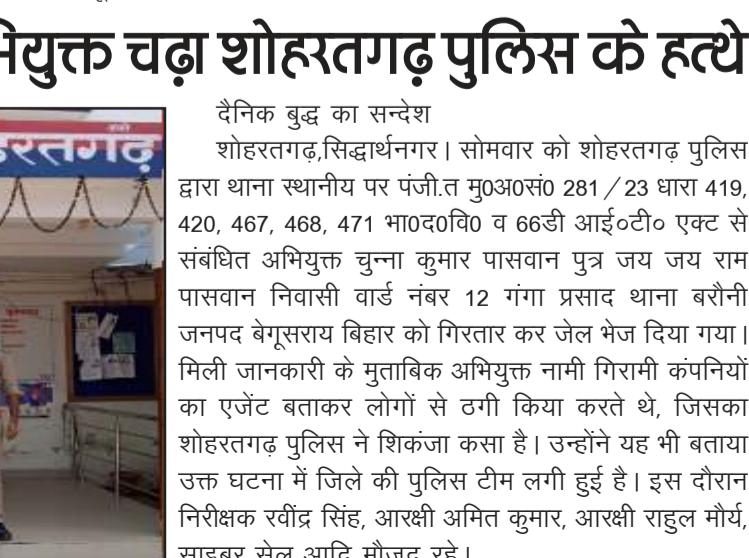 भियुक्त चढ़ा शोहरतगढ़ पुलिस के हत्थे
रतगढ़
दैनिक बुद्ध का सन्देश
शोहरतगढ़,सिद्धार्थनगर। सोमवार को शोहरतगढ़ पुलिस
द्वारा थाना स्थानीय पर पंजी.त मु0अ0सं0 281/23 धारा 419,
420, 467, 468, 471 भा0द0वि0 व 66डी आई०टी० एक्ट से
संबंधित अभियुक्त चुन्ना कुमार पासवान पुत्र जय जय राम
पासवान निवासी वार्ड नंबर 12 गंगा प्रसाद थाना बरौनी
जनपद बेगूसराय बिहार को गिरतार कर जेल भेज दिया गया।
मिली जानकारी के मुताबिक अभियुक्त नामी गिरामी कंपनियों
का एजेंट बताकर लोगों से ठगी किया करते थे, जिसका
शोहरतगढ़ पुलिस ने शिकंजा कसा है। उन्होंने यह भी बताया
उक्त घटना में जिले की पुलिस टीम लगी हुई है। इस दौरान
निरीक्षक रवींद्र सिंह, आरक्षी अमित कुमार, आरक्षी राहुल मौर्य,
साइबर सेल आदि मौजूद रहे।